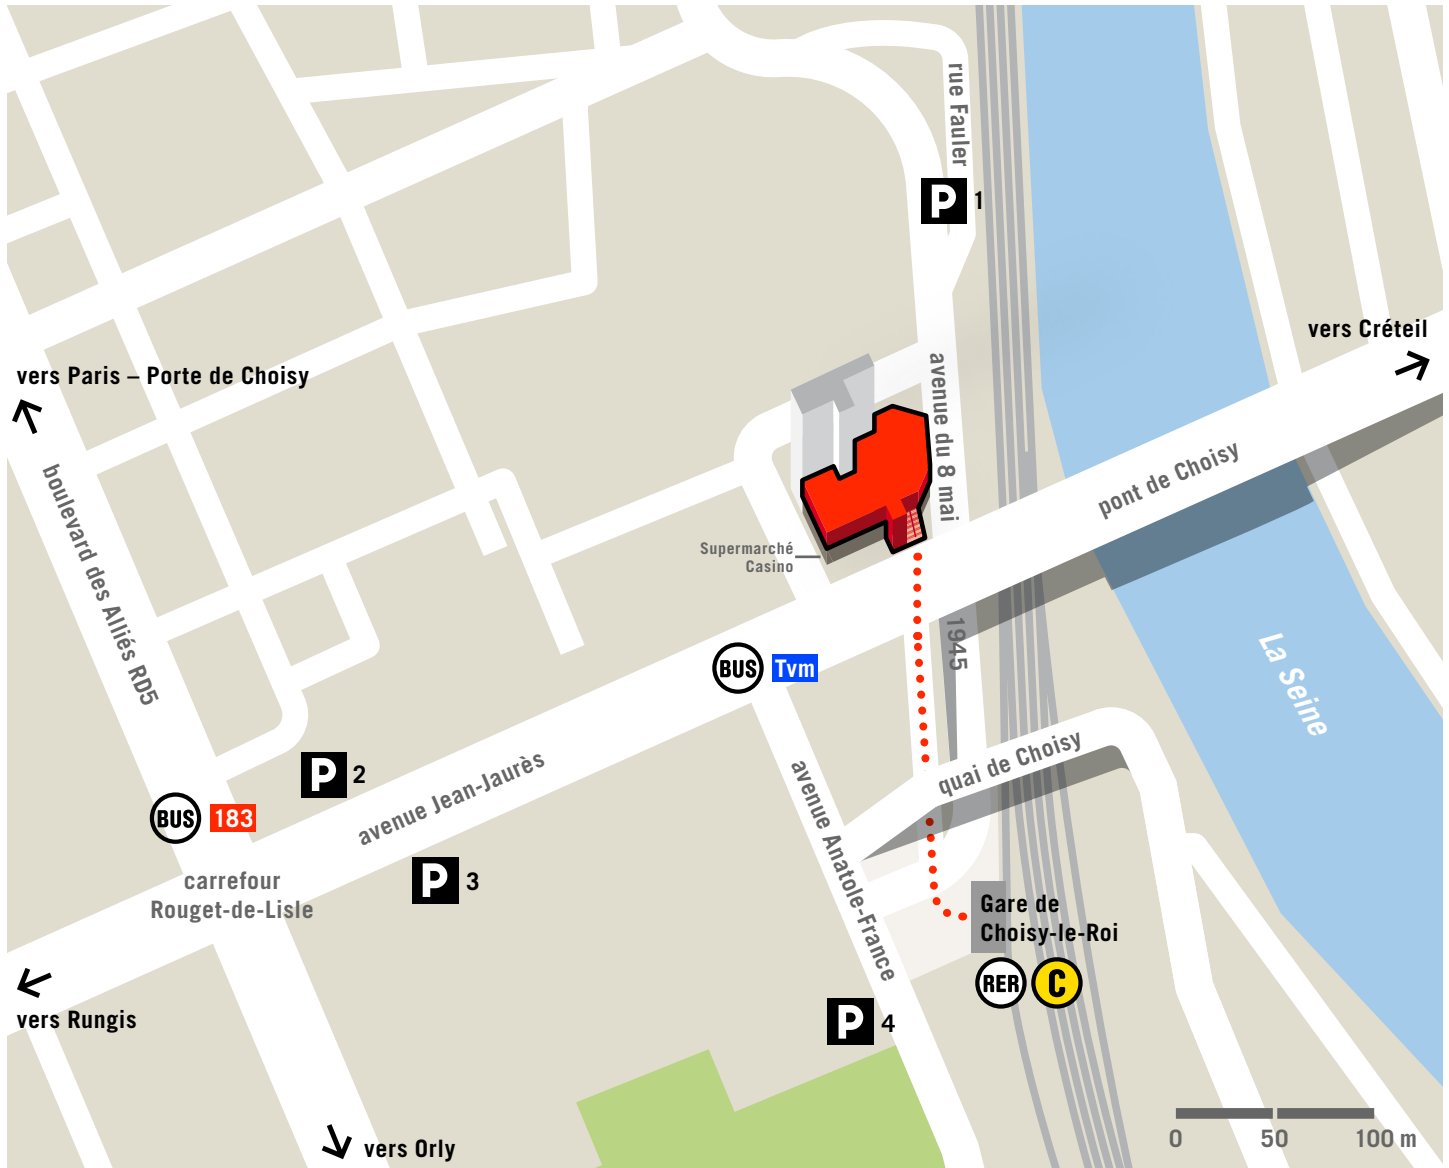 rue Fauler
P 1
vers Créteil
vers Paris – Porte de Choisy
avenue du 8 mai
1945
boulevard des Alliés RD5
pont de Choisy
Supermarché
Casino
BUS Tvm
La Seine
P 2
avenue Jean-Jaurès
quai de Choisy
BUS 183
avenue Anatole-France
P 3
carrefour
Rouget-de-Lisle
Gare de
Choisy-le-Roi
RER C
vers Rungis
P 4
vers Orly
0 50 100 m